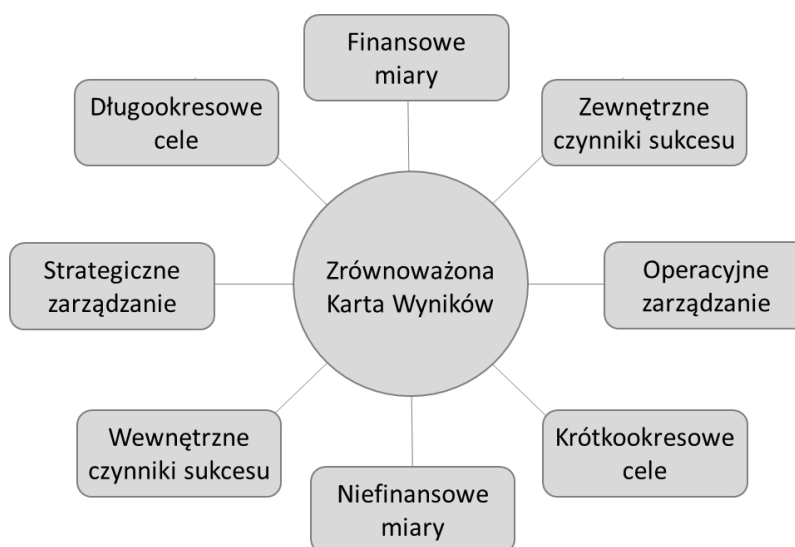 Finansowe
miary
Długookresowe
cele
Zewnętrzne
czynniki sukcesu
Strategiczne
zarządzanie
Zrównoważona
Karta Wyników
Operacyjne
zarządzanie
Wewnętrzne
czynniki sukcesu
Krótkookresowe
cele
Niefinansowe
miary